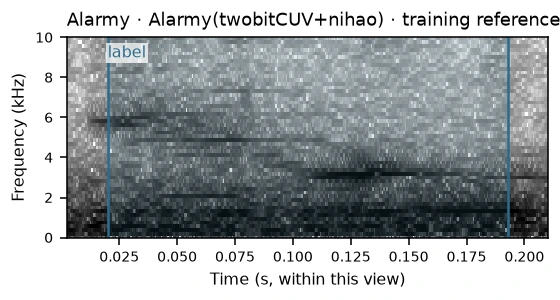 Alarmy · Alarmy(twobitCUV+nihao) · training reference
label
10
8
6
4
2
0
Frequency (kHz)
0.025 0.050 0.075 0.100 0.125 0.150 0.175 0.200
Time (s, within this view)